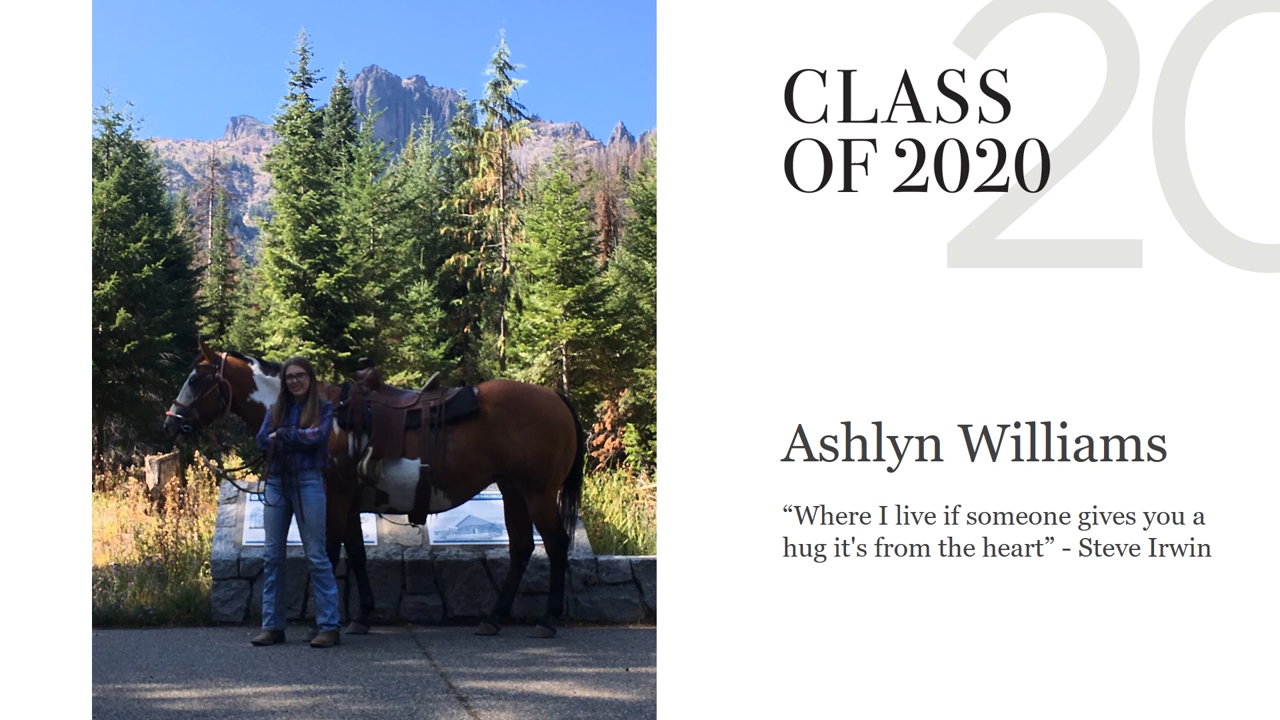 20
CLASS
OF 2020
Ashlyn Williams
“Where I live if someone gives you a
hug it's from the heart” - Steve Irwin